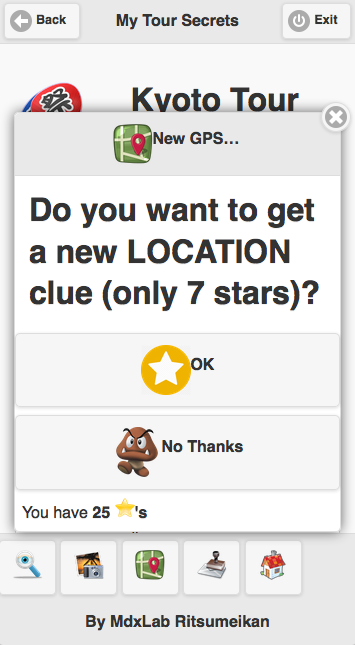 Back
My Tour Secrets
Exit
祭
Kyoto Tour
New GPS...
Do you want to get
a new LOCATION
clue (only 7 stars)?
OK
No Thanks
You have 25 's
By MdxLab Ritsumeikan